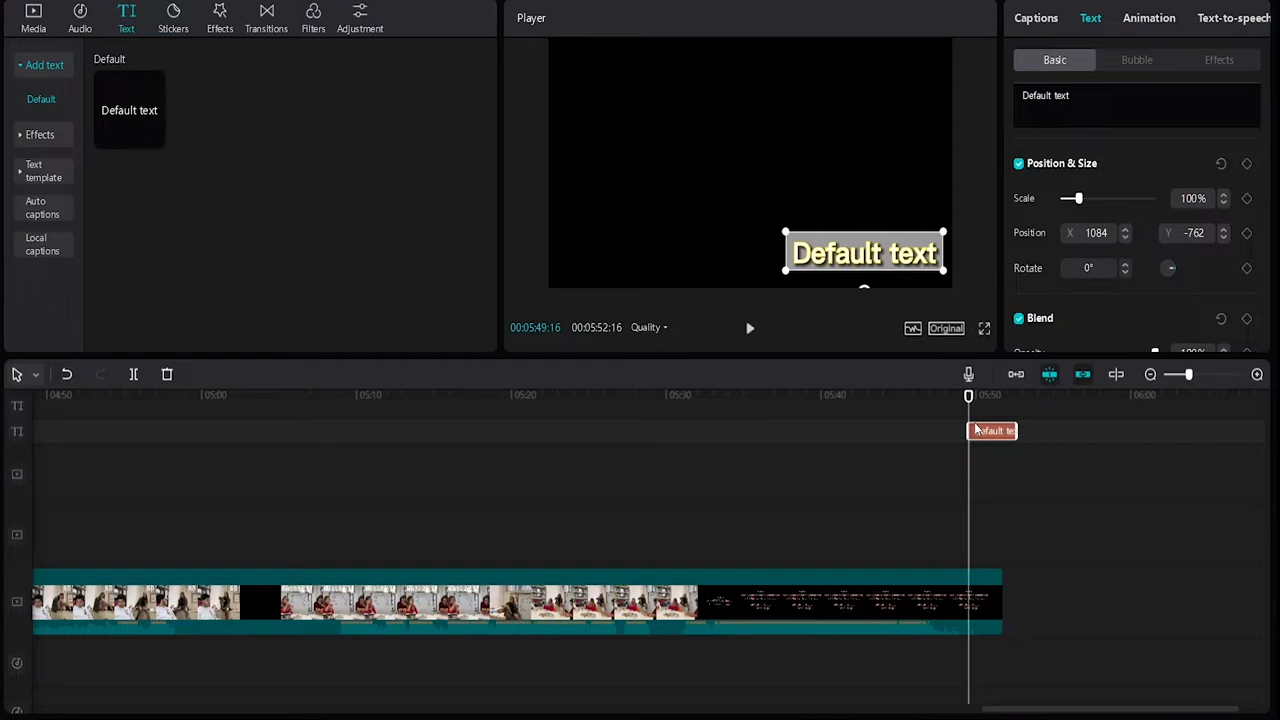 Media
Audio
TI
Text
Stickers
Effects
Transitions
Filters
Adjustment
Add text
Default
Effects
Text
template
Auto
captions
Local
captions
Default
Default text
Player
Default text
00:05:49:16 00:05:52:16 Quality
Original
Captions Text Animation Text-to-speech
Basic Bubble Effects
Default text
Position & Size
Scale 100%
Position X 1084 Y -762
Rotate 0°
Blend
04:50 05:00 05:10 05:20 05:30 05:40 05:50 06:00
TI
TI